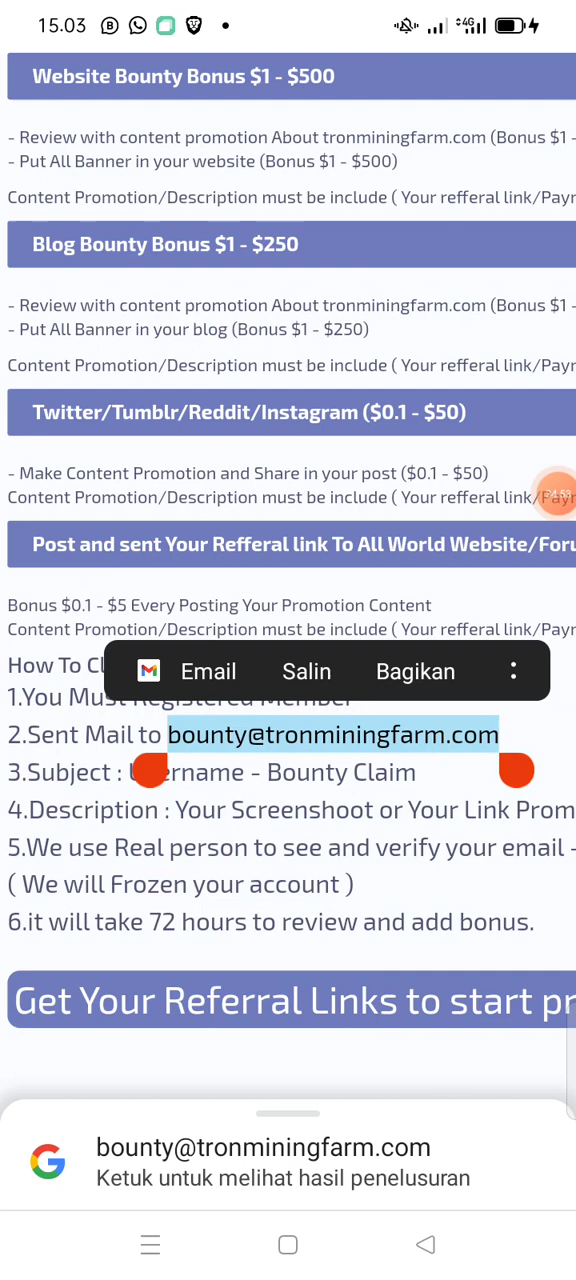 15.03
4G
Website Bounty Bonus $1 - $500
- Review with content promotion About tronminingfarm.com (Bonus $1 -
- Put All Banner in your website (Bonus $1 - $500)
Content Promotion/Description must be include ( Your refferal link/Payr
Blog Bounty Bonus $1 - $250
- Review with content promotion About tronminingfarm.com (Bonus $1 -
- Put All Banner in your blog (Bonus $1 - $250)
Content Promotion/Description must be include ( Your refferal link/Payr
Twitter/Tumblr/Reddit/Instagram ($0.1 - $50)
- Make Content Promotion and Share in your post ($0.1 - $50)
Content Promotion/Description must be include ( Your refferal link/Payr
Post and sent Your Refferal link To All World Website/Foru
Bonus $0.1 - $5 Every Posting Your Promotion Content
Content Promotion/Description must be include ( Your refferal link/Payr
How To Cl
Email Salin Bagikan
1.You Must Registered Member
2.Sent Mail to bounty@tronminingfarm.com
3.Subject : Username - Bounty Claim
4.Description : Your Screenshoot or Your Link Prom
5.We use Real person to see and verify your email -
( We will Frozen your account )
6.it will take 72 hours to review and add bonus.
Get Your Referral Links to start pr
bounty@tronminingfarm.com
Ketuk untuk melihat hasil penelusuran